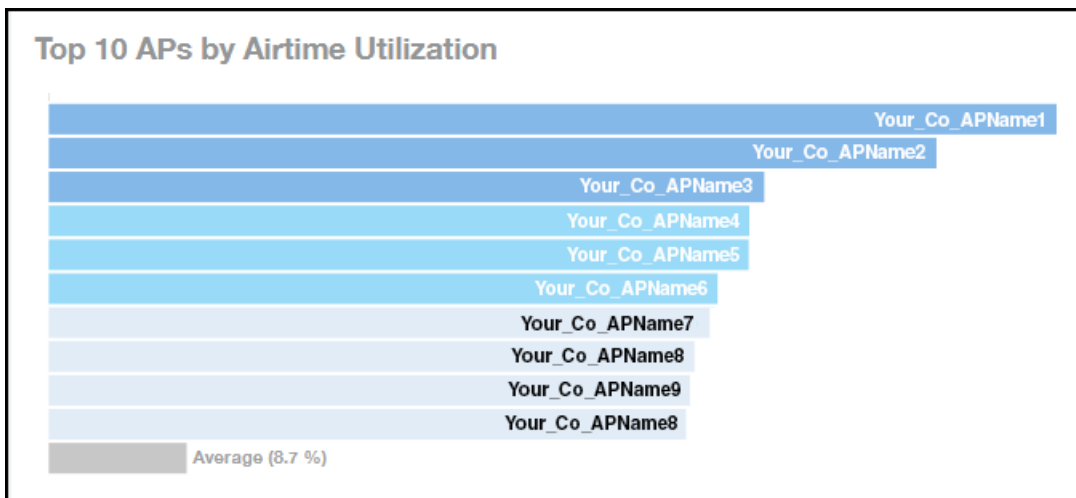 Top 10 APs by Airtime Utilization
Your_Co_APName1
Your_Co_APName2
Your_Co_APName3
Your_Co_APName4
Your_Co_APName5
Your_Co_APName6
Your_Co_APName7
Your_Co_APName8
Your_Co_APName9
Your_Co_APName8
Average (8.7 %)